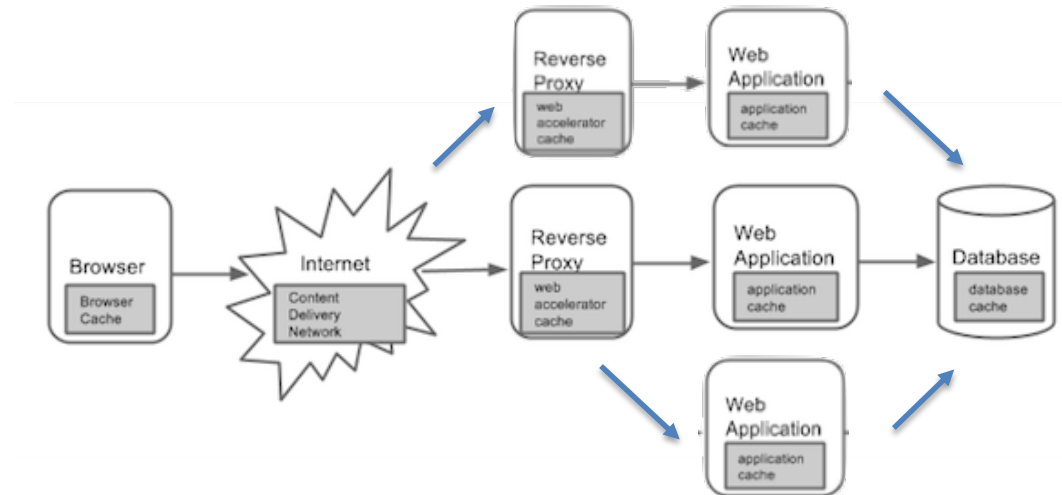 Reverse
Proxy
web
accelerator
cache
Web
Application
application
cache
Browser
Browser
Cache
Internet
Content
Delivery
Network
Reverse
Proxy
web
accelerator
cache
Web
Application
application
cache
Database
database
cache
Web
Application
application
cache